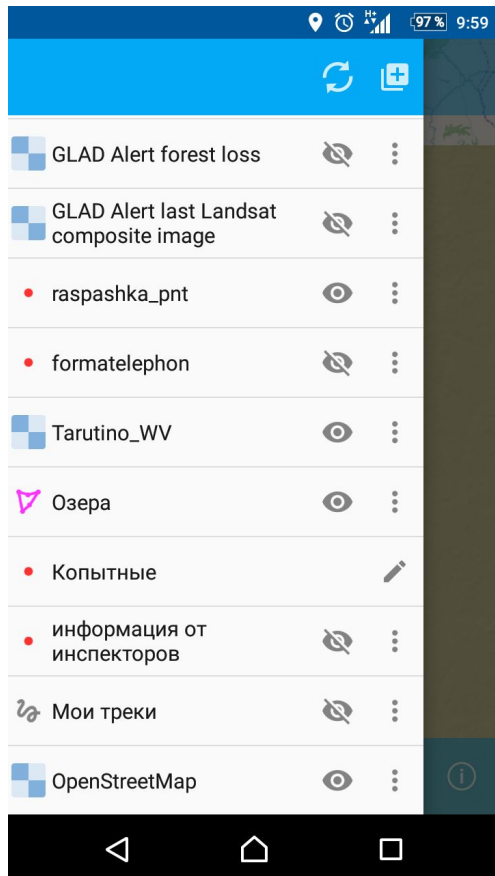 H+
97 %
9:59
GLAD Alert forest loss
GLAD Alert last Landsat
composite image
raspashka_pnt
formatelephon
Tarutino_WV
Озера
Копытные
информация от
инспекторов
Мои треки
OpenStreetMap